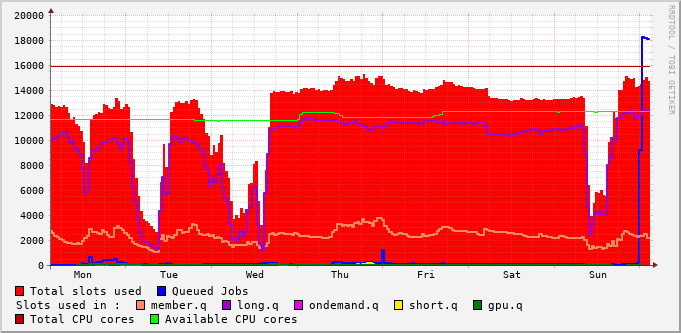 20000
18000
16000
14000
12000
10000
8000
6000
4000
2000
0
Mon Tue Wed Thu Fri Sat Sun
RRDTOOL / TOBI OETIKER
Total slots used Queued Jobs
Slots used in : member.q long.q ondemand.q short.q gpu.q
Total CPU cores Available CPU cores